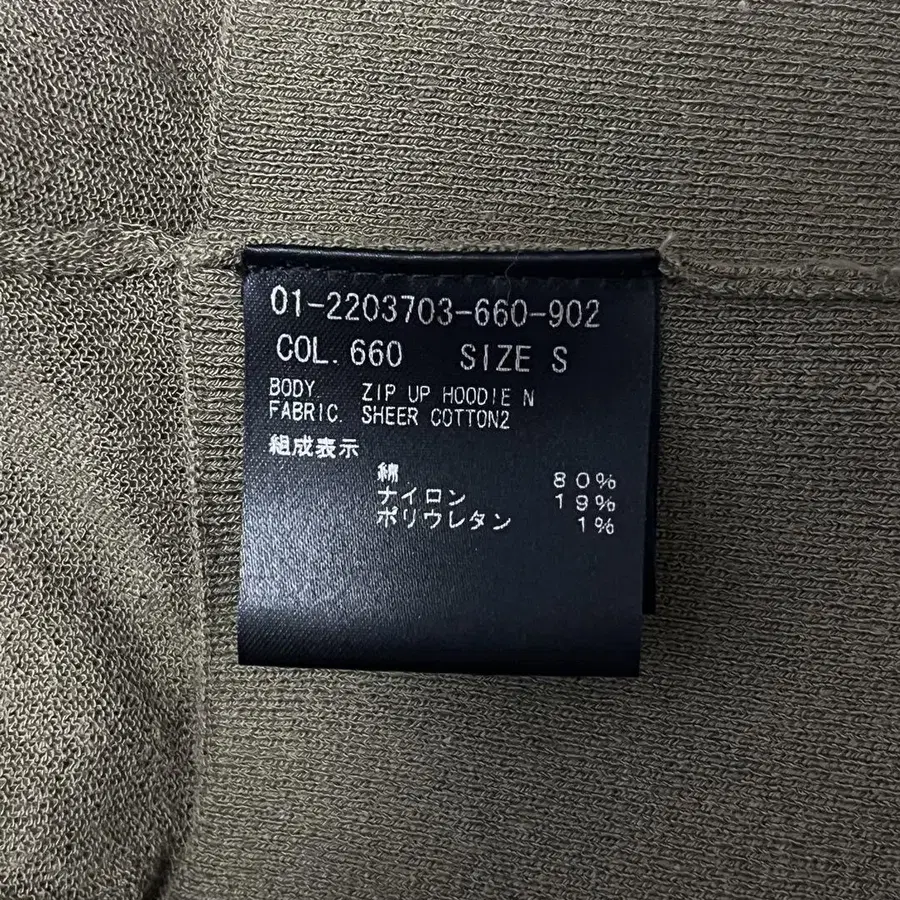 01-2203703-660-902
COL. 660 SIZE S
BODY ZIP UP HOODIE N
FABRIC. SHEER COTTON2
組成表示
綿 80%
ナイロン 19%
ポリウレタン 1%